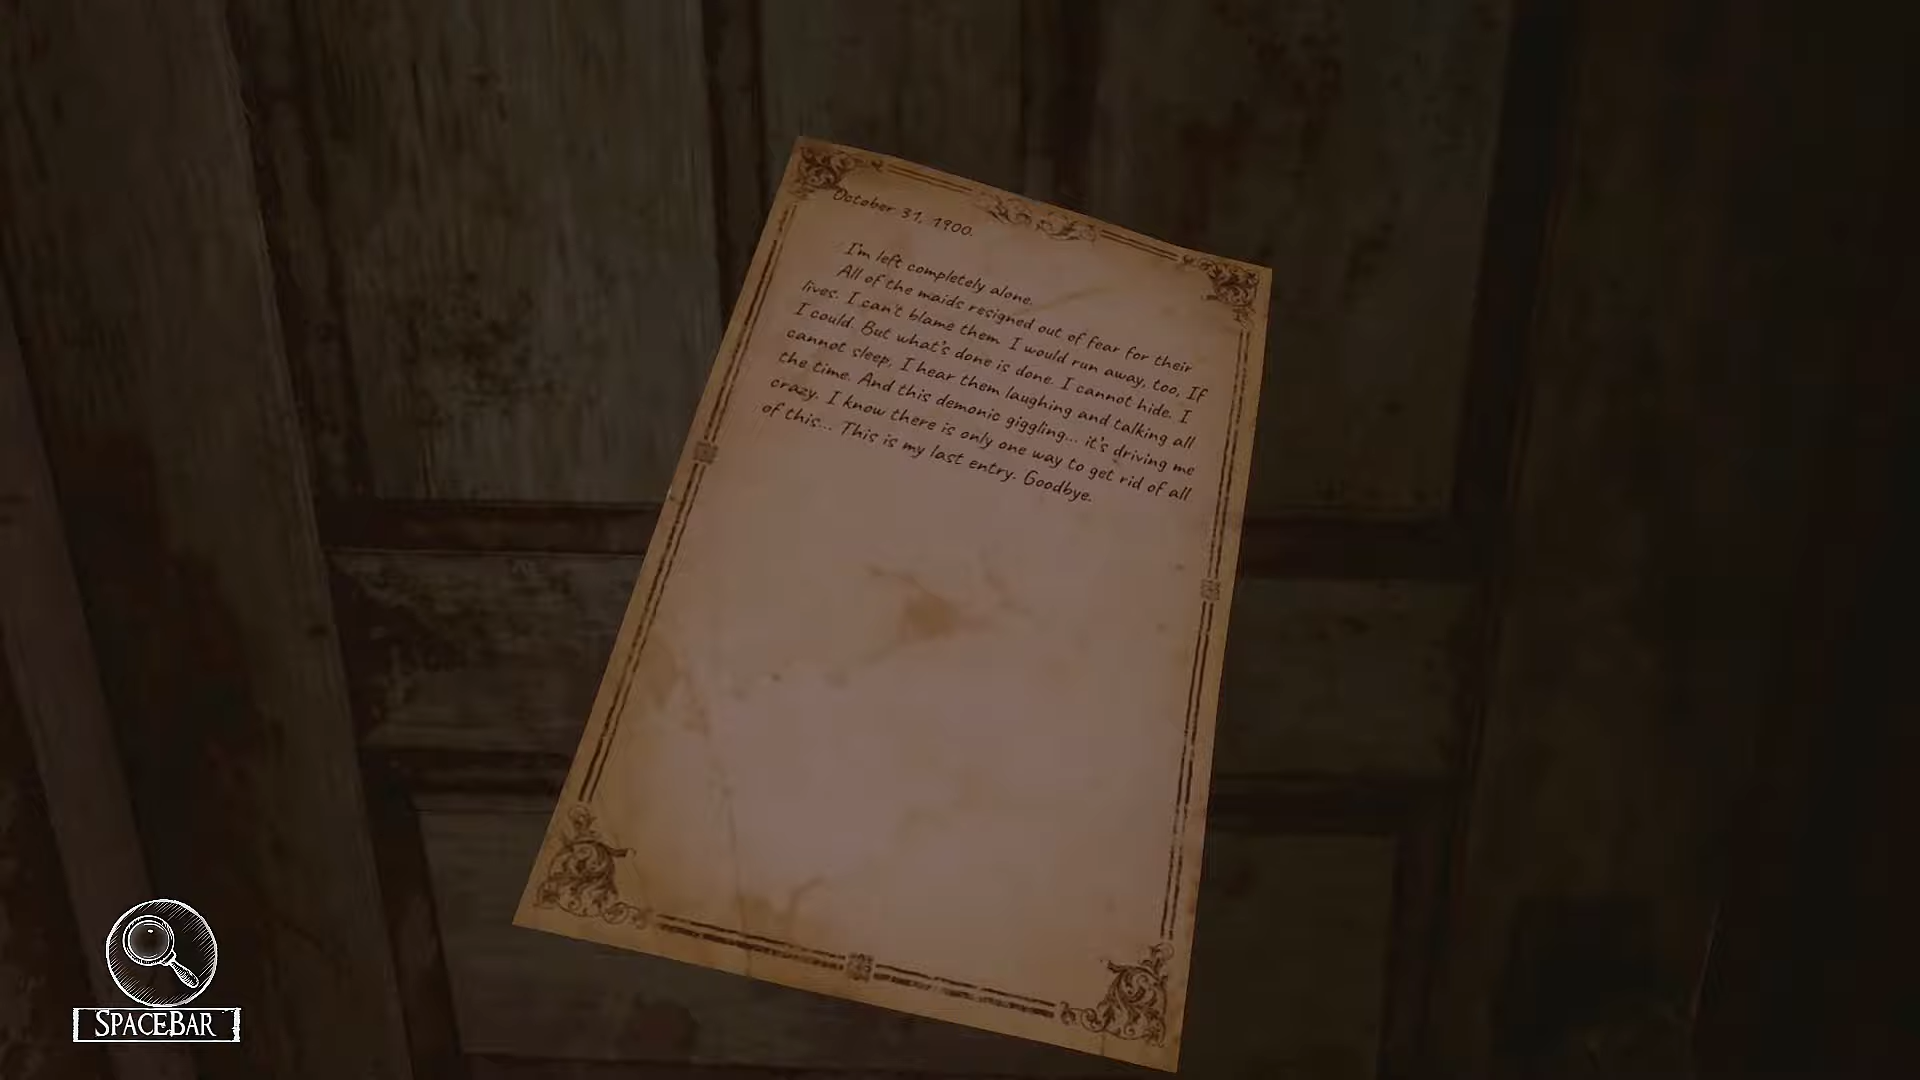 October 31, 1900.
I'm left completely alone.
All of the maids resigned out of fear for their
lives. I can't blame them. I would run away, too, If
I could. But what's done is done. I cannot hide. I
cannot sleep, I hear them laughing and talking all
the time. And this demonic giggling... it's driving me
crazy. I know there is only one way to get rid of all
of this... This is my last entry. Goodbye.
SPACEBAR